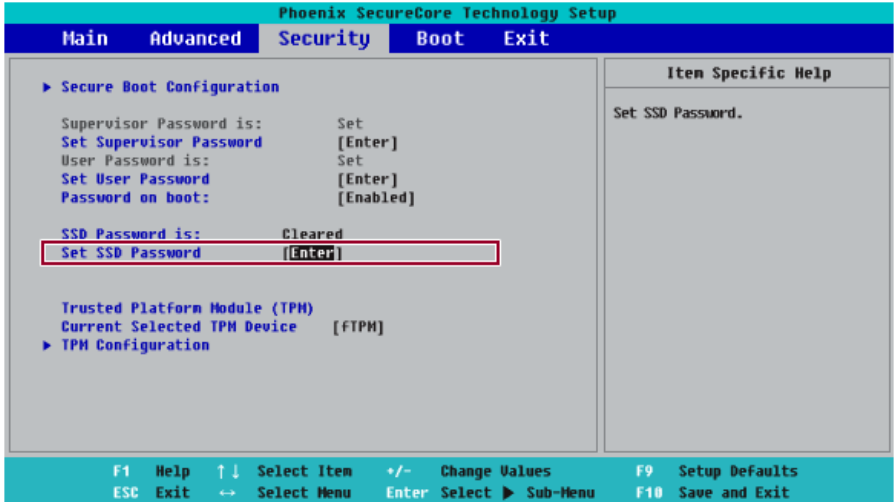 Phoenix SecureCore Technology Setup
Main Advanced Security Boot Exit
Item Specific Help
▶ Secure Boot Configuration
Set SSD Password.
Supervisor Password is: Set
Set Supervisor Password [Enter]
User Password is: Set
Set User Password [Enter]
Password on boot: [Enabled]
SSD Password is: Cleared
Set SSD Password [Enter]
Trusted Platform Module (TPM)
Current Selected TPM Device [fTPM]
▶ TPM Configuration
F1 Help ↑↓ Select Item +/- Change Values F9 Setup Defaults
ESC Exit ↔ Select Menu Enter Select ▶ Sub-Menu F10 Save and Exit